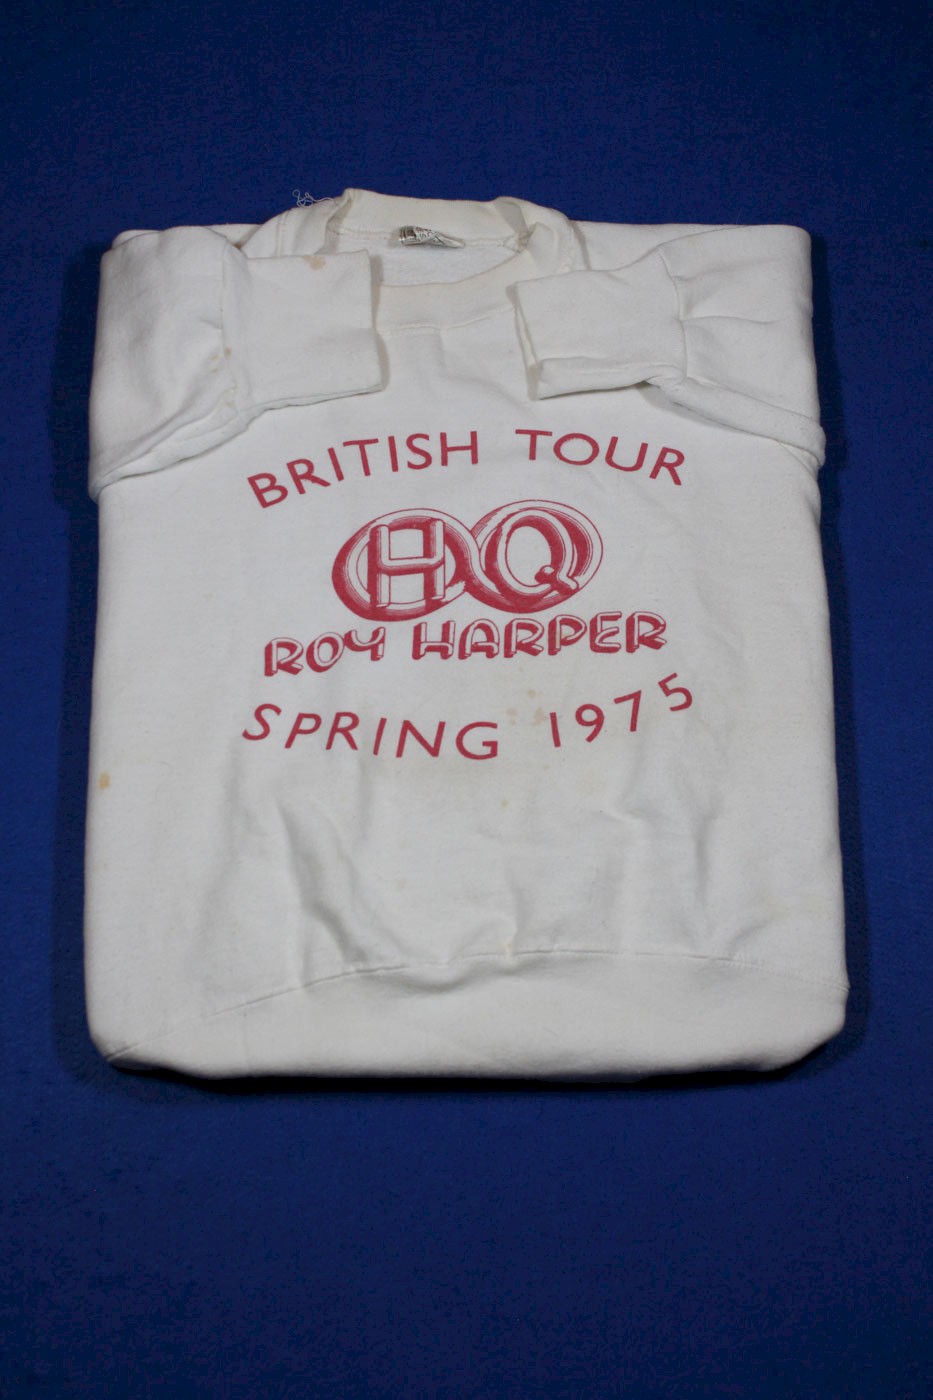 BRITISH TOUR
HQ
ROY HARPER
SPRING 1975